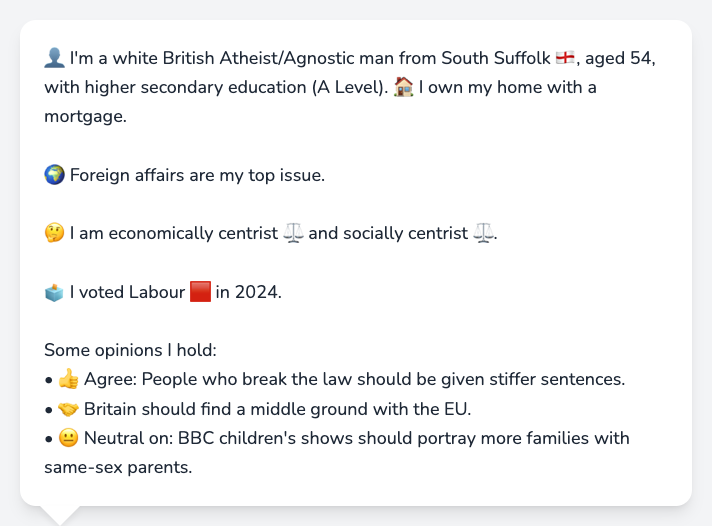 👤 I'm a white British Atheist/Agnostic man from South Suffolk 🏴󠁧󠁢󠁥󠁮󠁧󠁿, aged 54,
with higher secondary education (A Level). 🏠 I own my home with a
mortgage.
🌍 Foreign affairs are my top issue.
🤔 I am economically centrist ⚖️ and socially centrist ⚖️.
🗳️ I voted Labour 🟥 in 2024.
Some opinions I hold:
• 👍 Agree: People who break the law should be given stiffer sentences.
• 🤝 Britain should find a middle ground with the EU.
• 😐 Neutral on: BBC children's shows should portray more families with
same-sex parents.